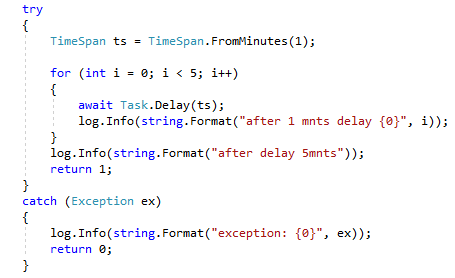 try
{
    TimeSpan ts = TimeSpan.FromMinutes(1);
    for (int i = 0; i < 5; i++)
    {
        await Task.Delay(ts);
        log.Info(string.Format("after 1 mnts delay {0}", i));
    }
    log.Info(string.Format("after delay 5mnts"));
    return 1;
}
catch (Exception ex)
{
    log.Info(string.Format("exception: {0}", ex));
    return 0;
}